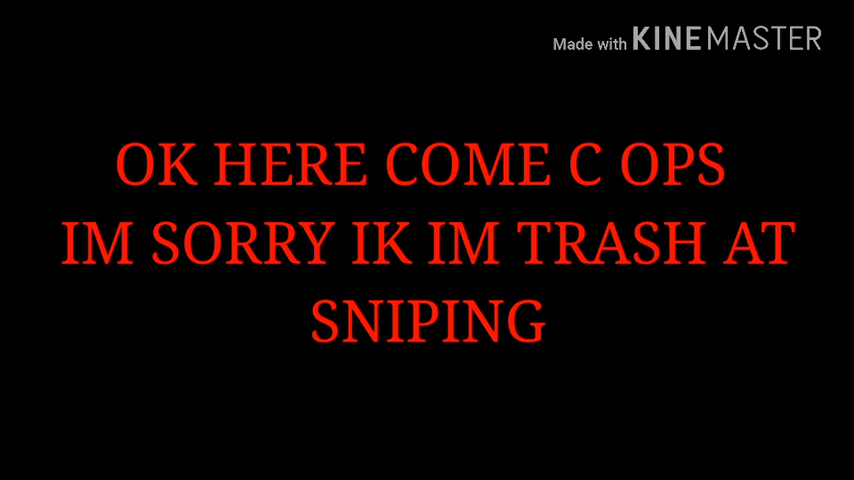 Made with KINEMASTER
OK HERE COME C OPS
IM SORRY IK IM TRASH AT
SNIPING